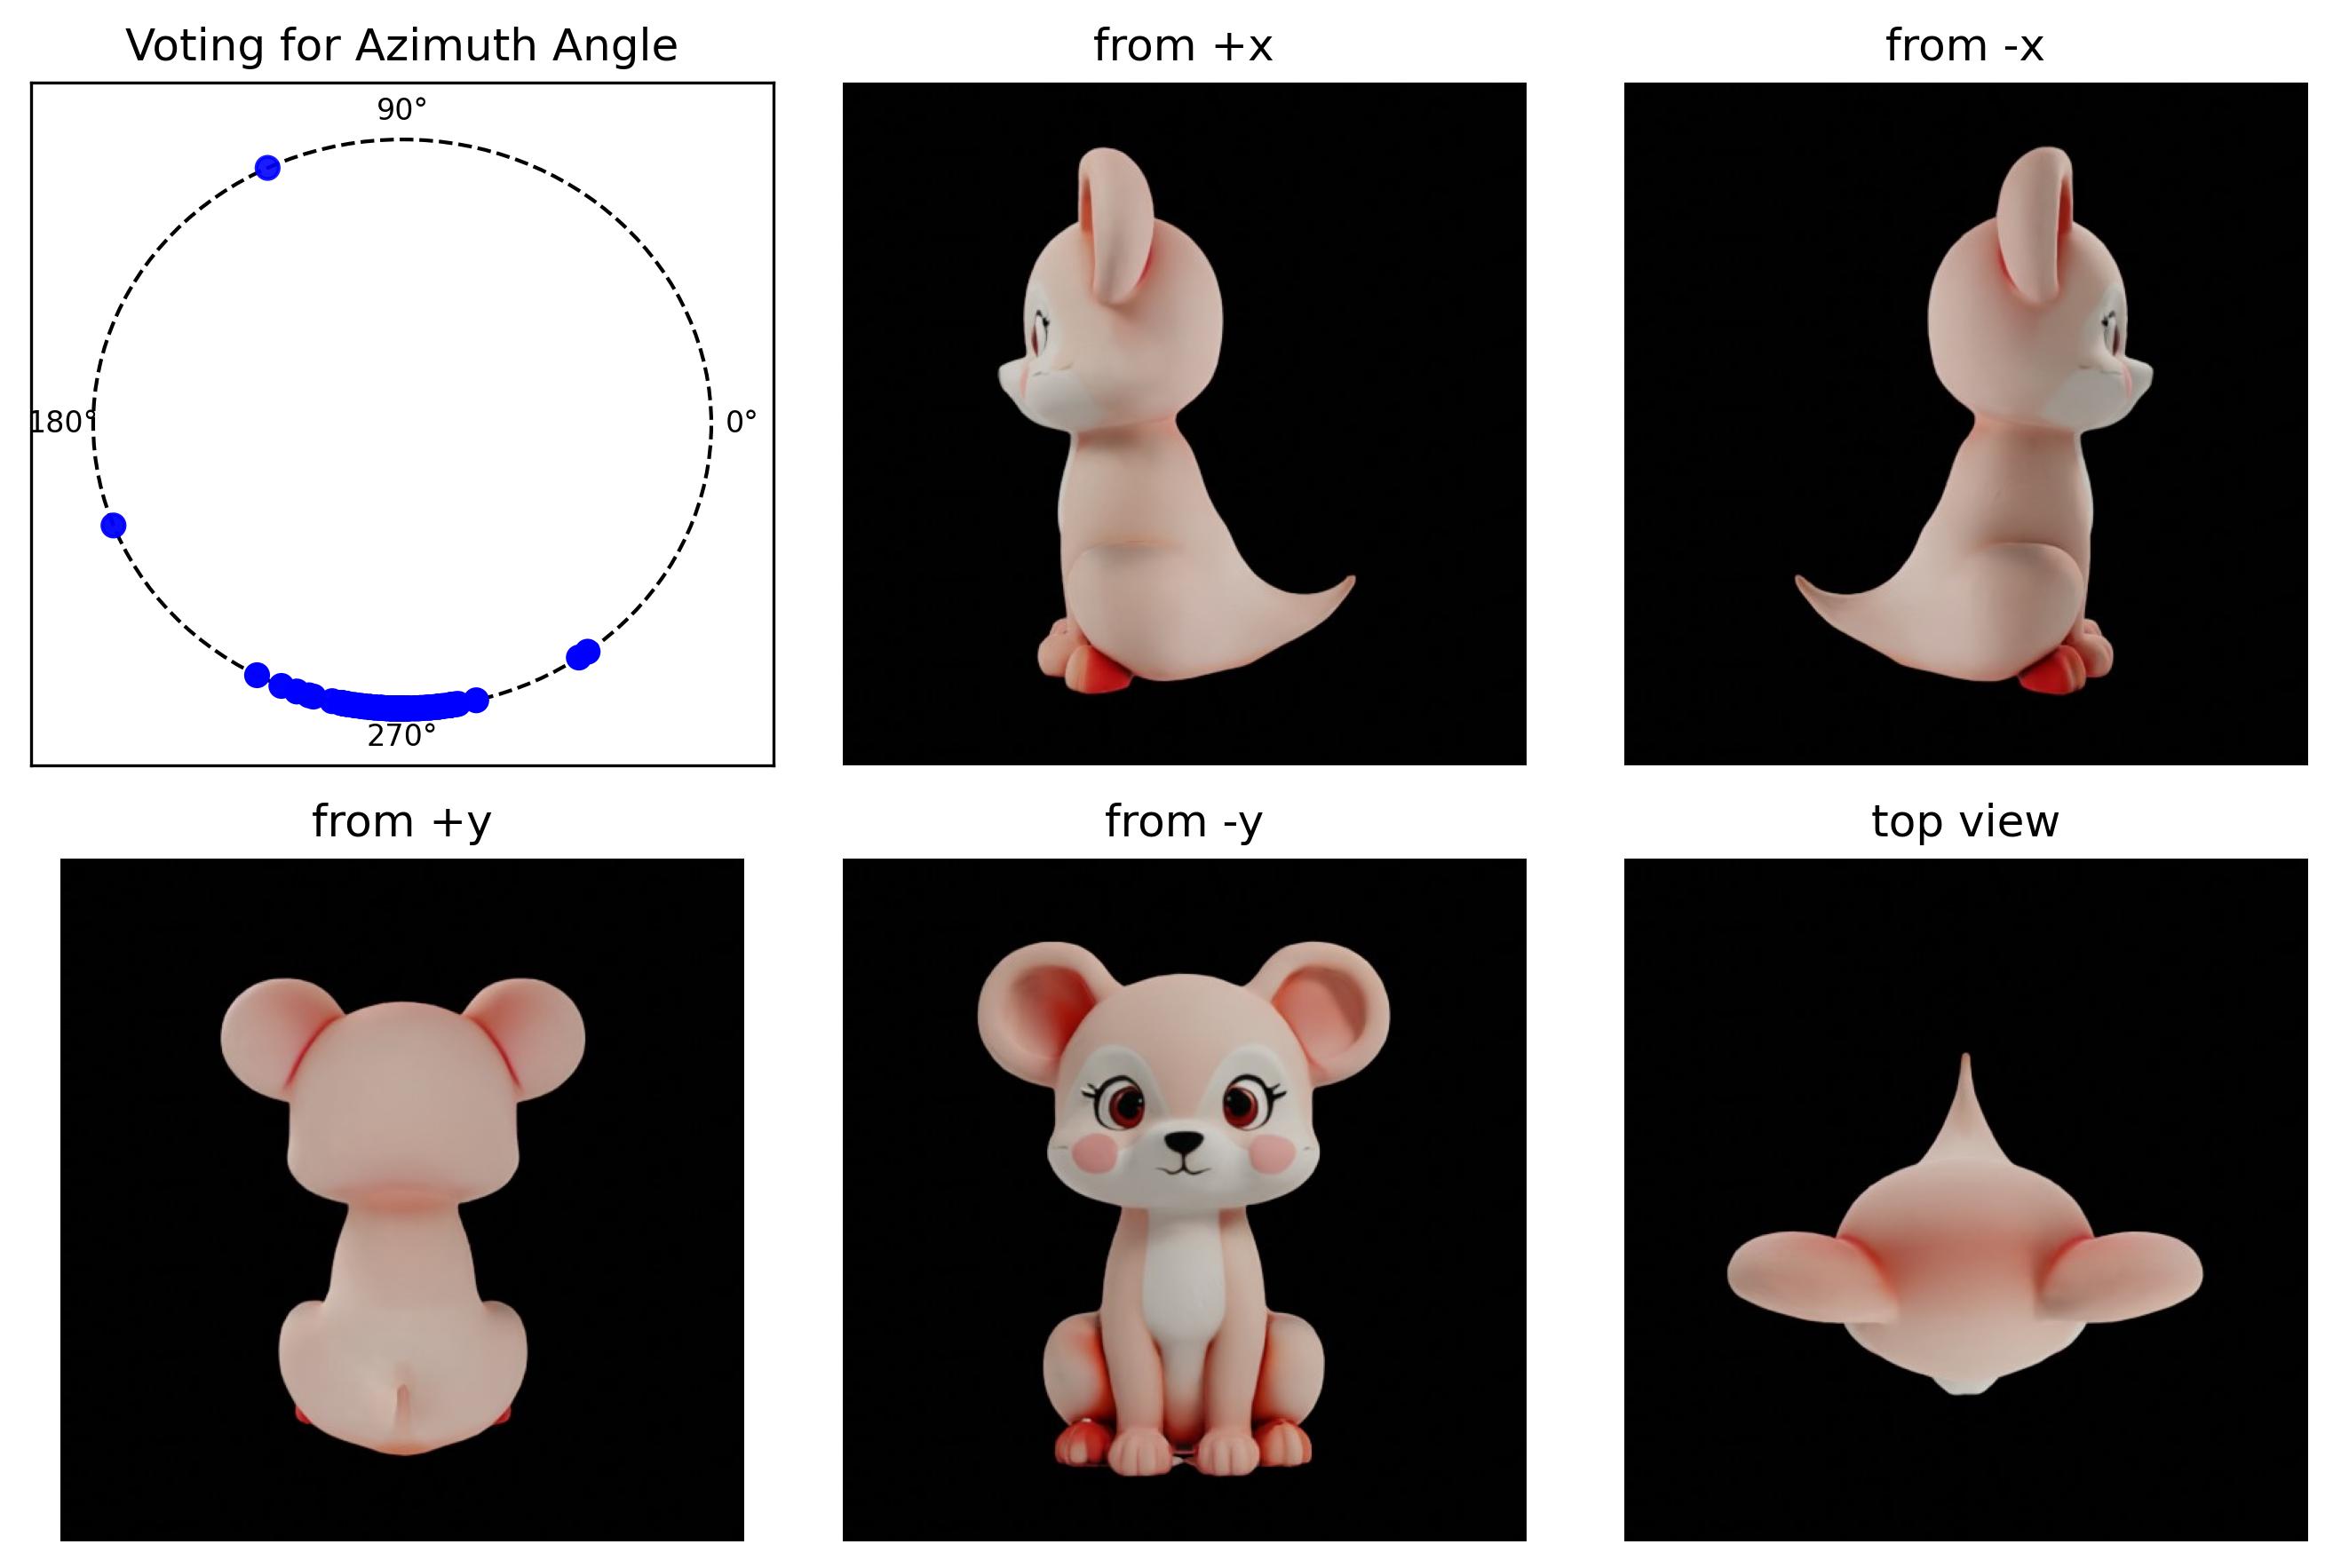 Voting for Azimuth Angle
from +x
from -x
90°
180°
0°
270°
from +y
from -y
top view